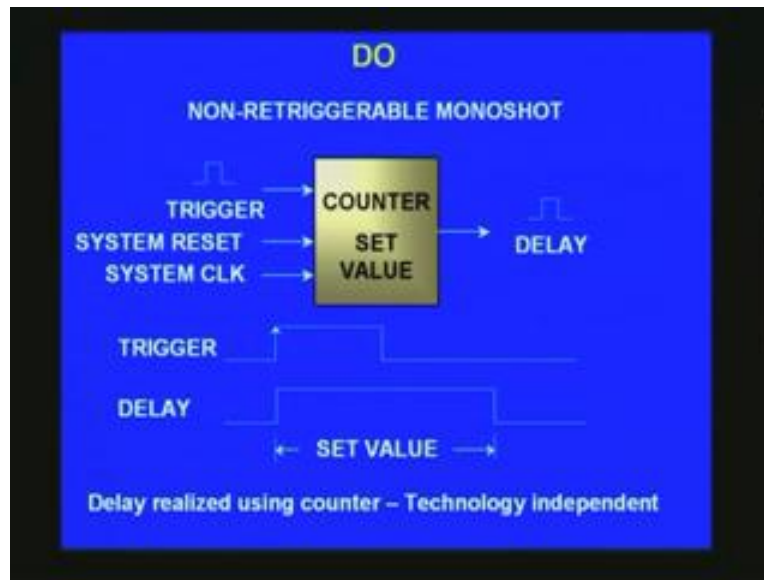 DO
NON-RETRIGGERABLE MONOSHOT
TRIGGER
SYSTEM RESET
SYSTEM CLK
COUNTER
SET
VALUE
DELAY
TRIGGER
DELAY
SET VALUE
Delay realized using counter – Technology independent